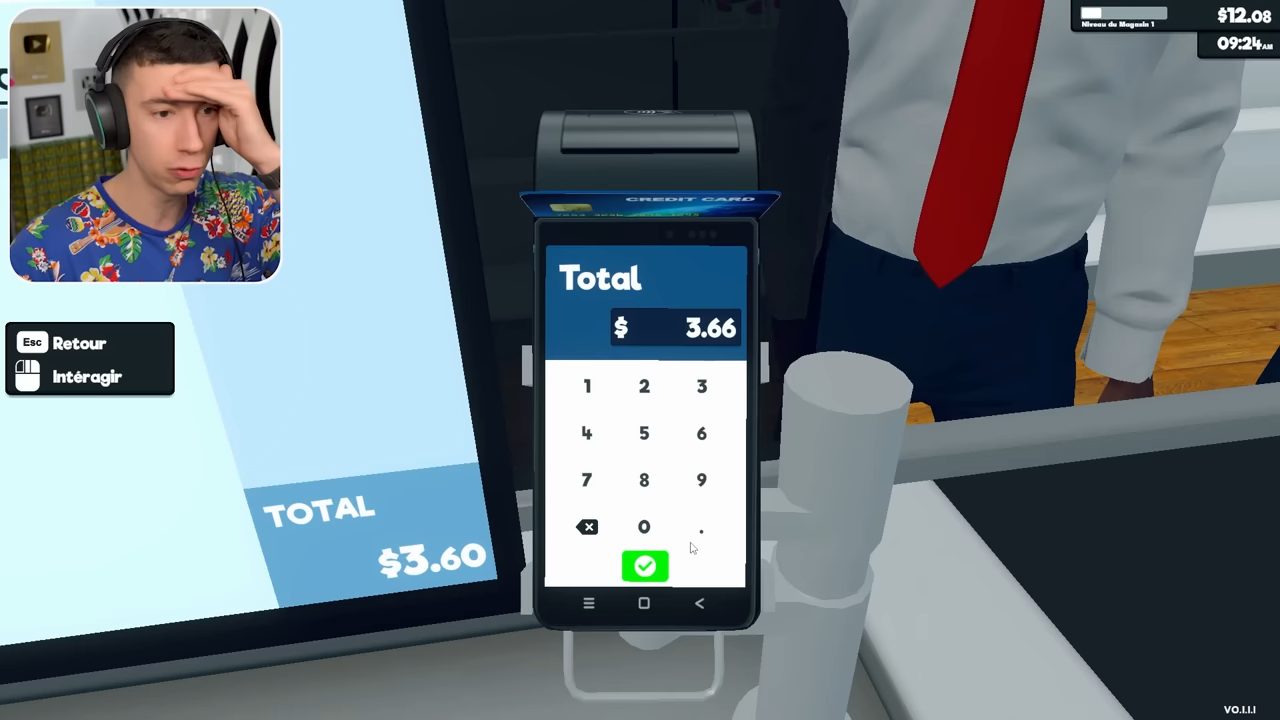 $12.08
Niveau du Magasin 1
09:24AM
CREDIT CARD
Total
$ 3.66
Esc Retour
Intéragir
1 2 3
4 5 6
7 8 9
0 .
TOTAL
$3.60
V0.1.1.1